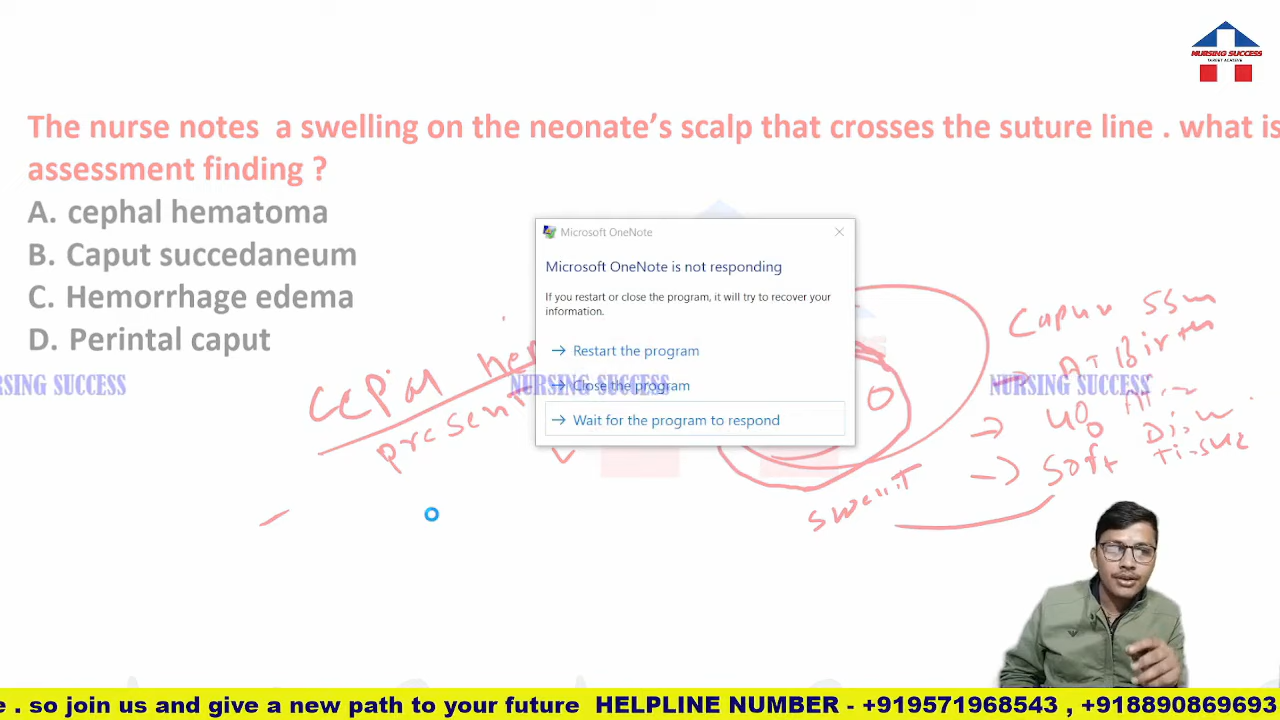 NURSING SUCCESS
TARGET ACHIEVE
The nurse notes a swelling on the neonate's scalp that crosses the suture line . what is
assessment finding ?
A. cephal hematoma
B. Caput succedaneum
C. Hemorrhage edema
D. Perintal caput
Microsoft OneNote
Microsoft OneNote is not responding
If you restart or close the program, it will try to recover your
information.
Restart the program
Close the program
Wait for the program to respond
NURSING SUCCESS
NURSING SUCCESS
NURSING SUCCESS
present
AT Birth
soft tissue
e . so join us and give a new path to your future HELPLINE NUMBER - +919571968543 , +918890869693